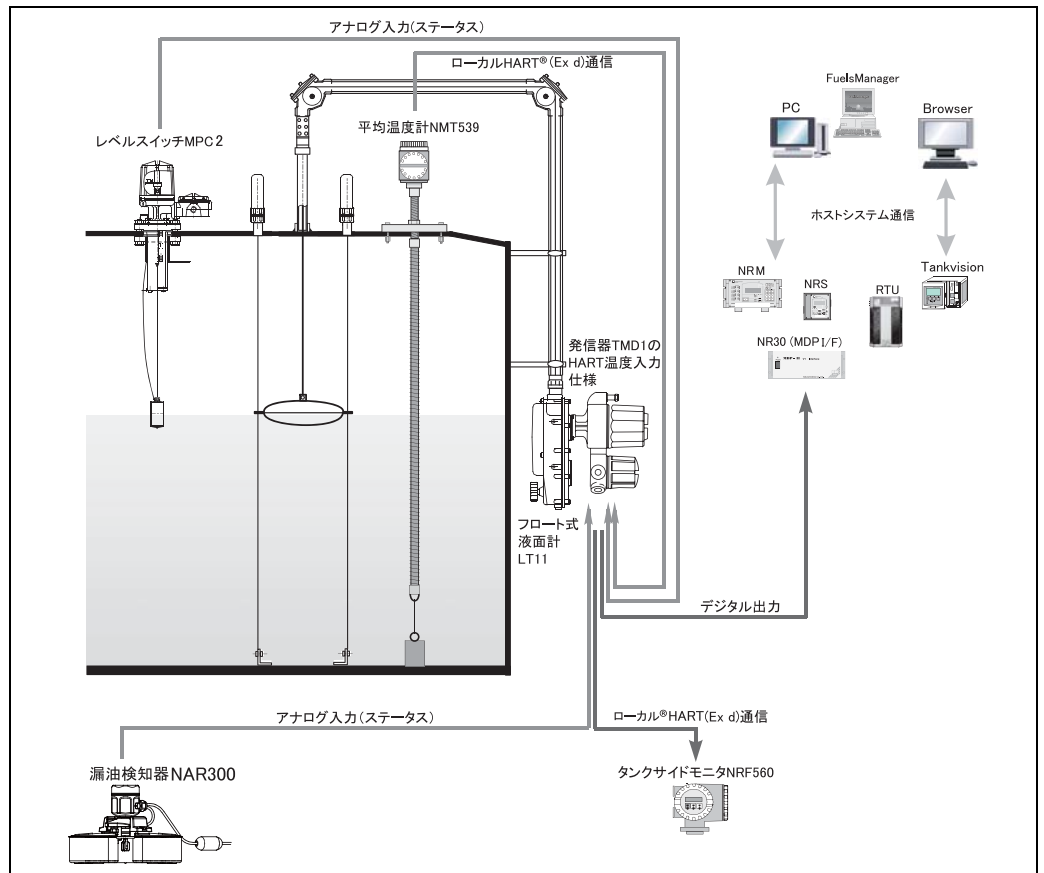 アナログ入力(ステータス)
ローカルHART®(Ex d)通信
FuelsManager
PC
Browser
レベルスイッチMPC2
平均温度計NMT539
ホストシステム通信
NRM
NRS
RTU
Tankvision
NR30 (MDP I/F)
発信器TMD1の
HART温度入力
仕様
フロート式
液面計
LT11
デジタル出力
アナログ入力(ステータス)
ローカル®HART(Ex d)通信
漏油検知器NAR300
タンクサイドモニタNRF560